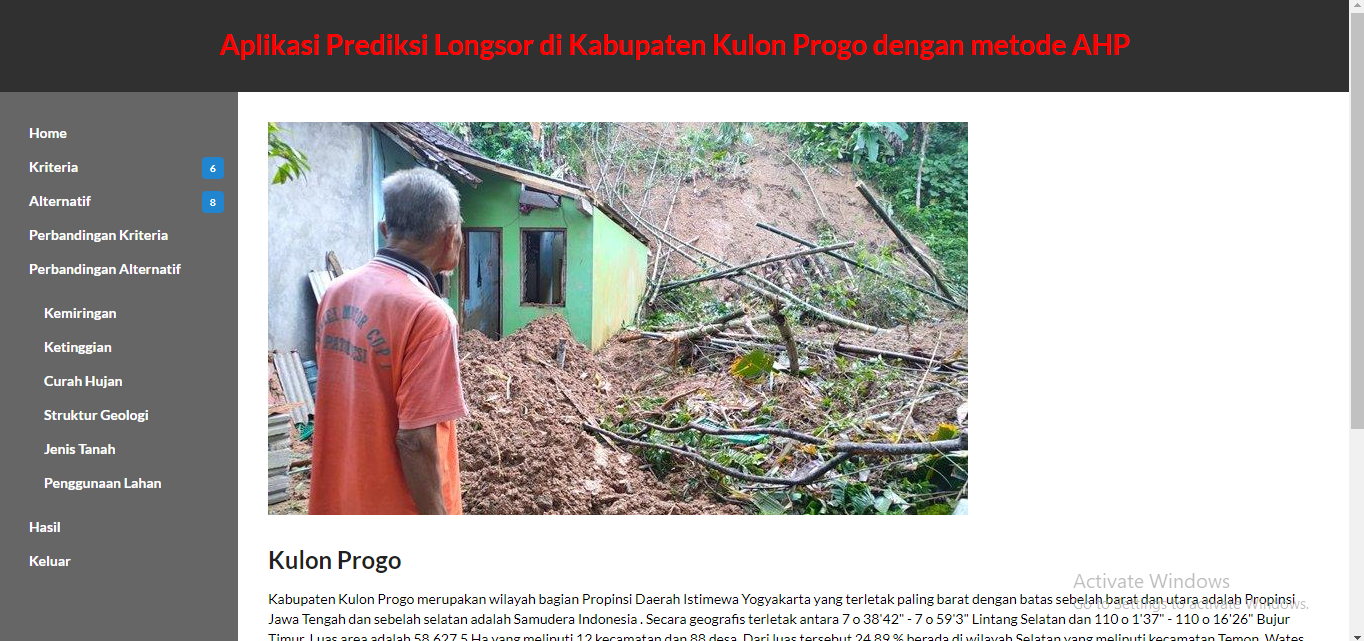 Aplikasi Prediksi Longsor di Kabupaten Kulon Progo dengan metode AHP
Home
Kriteria 6
Alternatif 8
Perbandingan Kriteria
Perbandingan Alternatif
Kemiringan
Ketinggian
Curah Hujan
Struktur Geologi
Jenis Tanah
Penggunaan Lahan
Hasil
Keluar
Kulon Progo
Kabupaten Kulon Progo merupakan wilayah bagian Propinsi Daerah Istimewa Yogyakarta yang terletak paling barat dengan batas sebelah barat dan utara adalah Propinsi
Jawa Tengah dan sebelah selatan adalah Samudera Indonesia . Secara geografis terletak antara 7 o 38'42" - 7 o 59'3" Lintang Selatan dan 110 o 1'37" - 110 o 16'26" Bujur
Timur. Luas area adalah 58.627,5 Ha yang meliputi 12 kecamatan dan 88 desa. Dari luas tersebut 24,89 % berada di wilayah Selatan yang meliputi kecamatan Temon, Wates,
Activate Windows
Go to Settings to activate Windows.